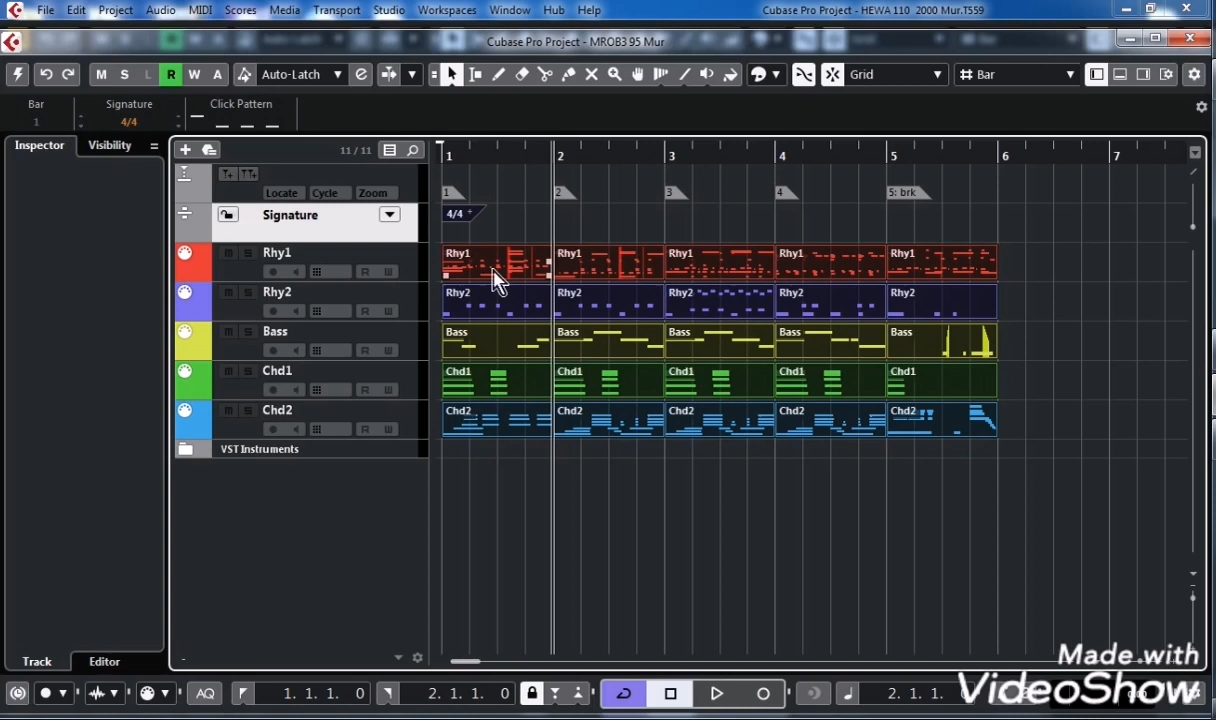 File Edit Project Audio MIDI Scores Media Transport Studio Workspaces Window Hub Help
Cubase Pro Project - HEWA 110 2000 Mur.T559
Cubase Pro Project - MROB3 95 Mur
M S L R W A Auto-Latch Grid Bar
Bar Signature Click Pattern
1 4/4
Inspector Visibility
11 / 11
1 2 3 4 5 6 7
Locate Cycle Zoom
1 2 3 4 5: brk
Signature
4/4
Rhy1
Rhy1 Rhy1 Rhy1 Rhy1 Rhy1
Rhy2
Rhy2 Rhy2 Rhy2 Rhy2 Rhy2
Bass
Bass Bass Bass Bass Bass
Chd1
Chd1 Chd1 Chd1 Chd1 Chd1
Chd2
Chd2 Chd2 Chd2 Chd2 Chd2
VST Instruments
Track Editor
Made with
VideoShow
AQ 1. 1. 1. 0 2. 1. 1. 0 2. 1. 1.